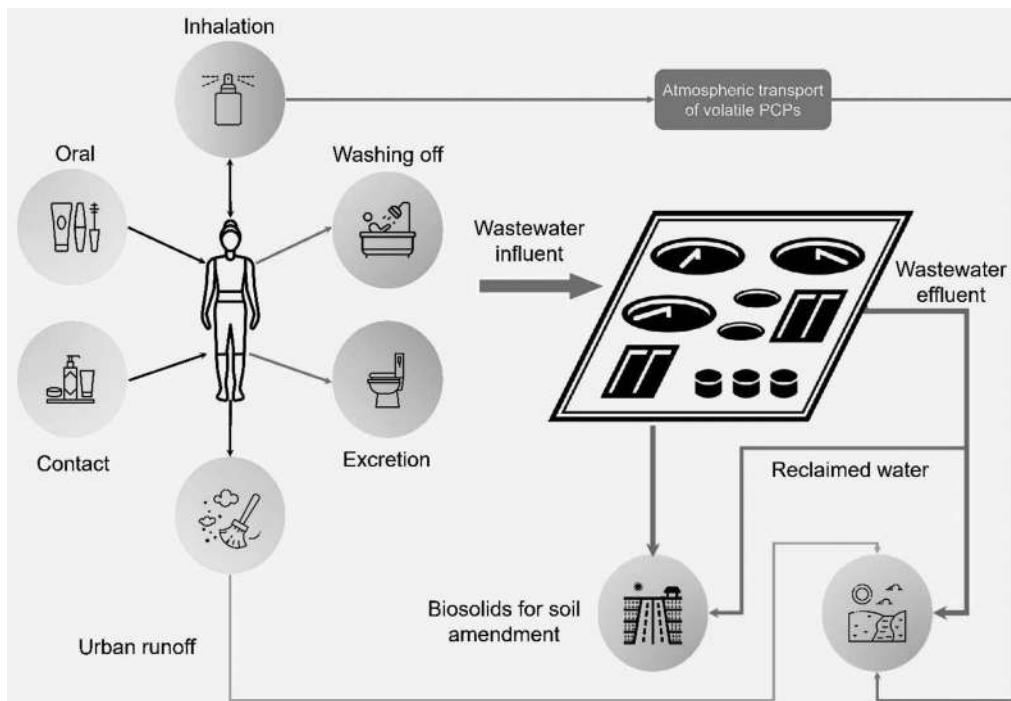 Inhalation
Atmospheric transport
of volatile PCPs
Oral
Washing off
Wastewater
influent
Wastewater
effluent
Contact
Excretion
Reclaimed water
Biosolids for soil
amendment
Urban runoff